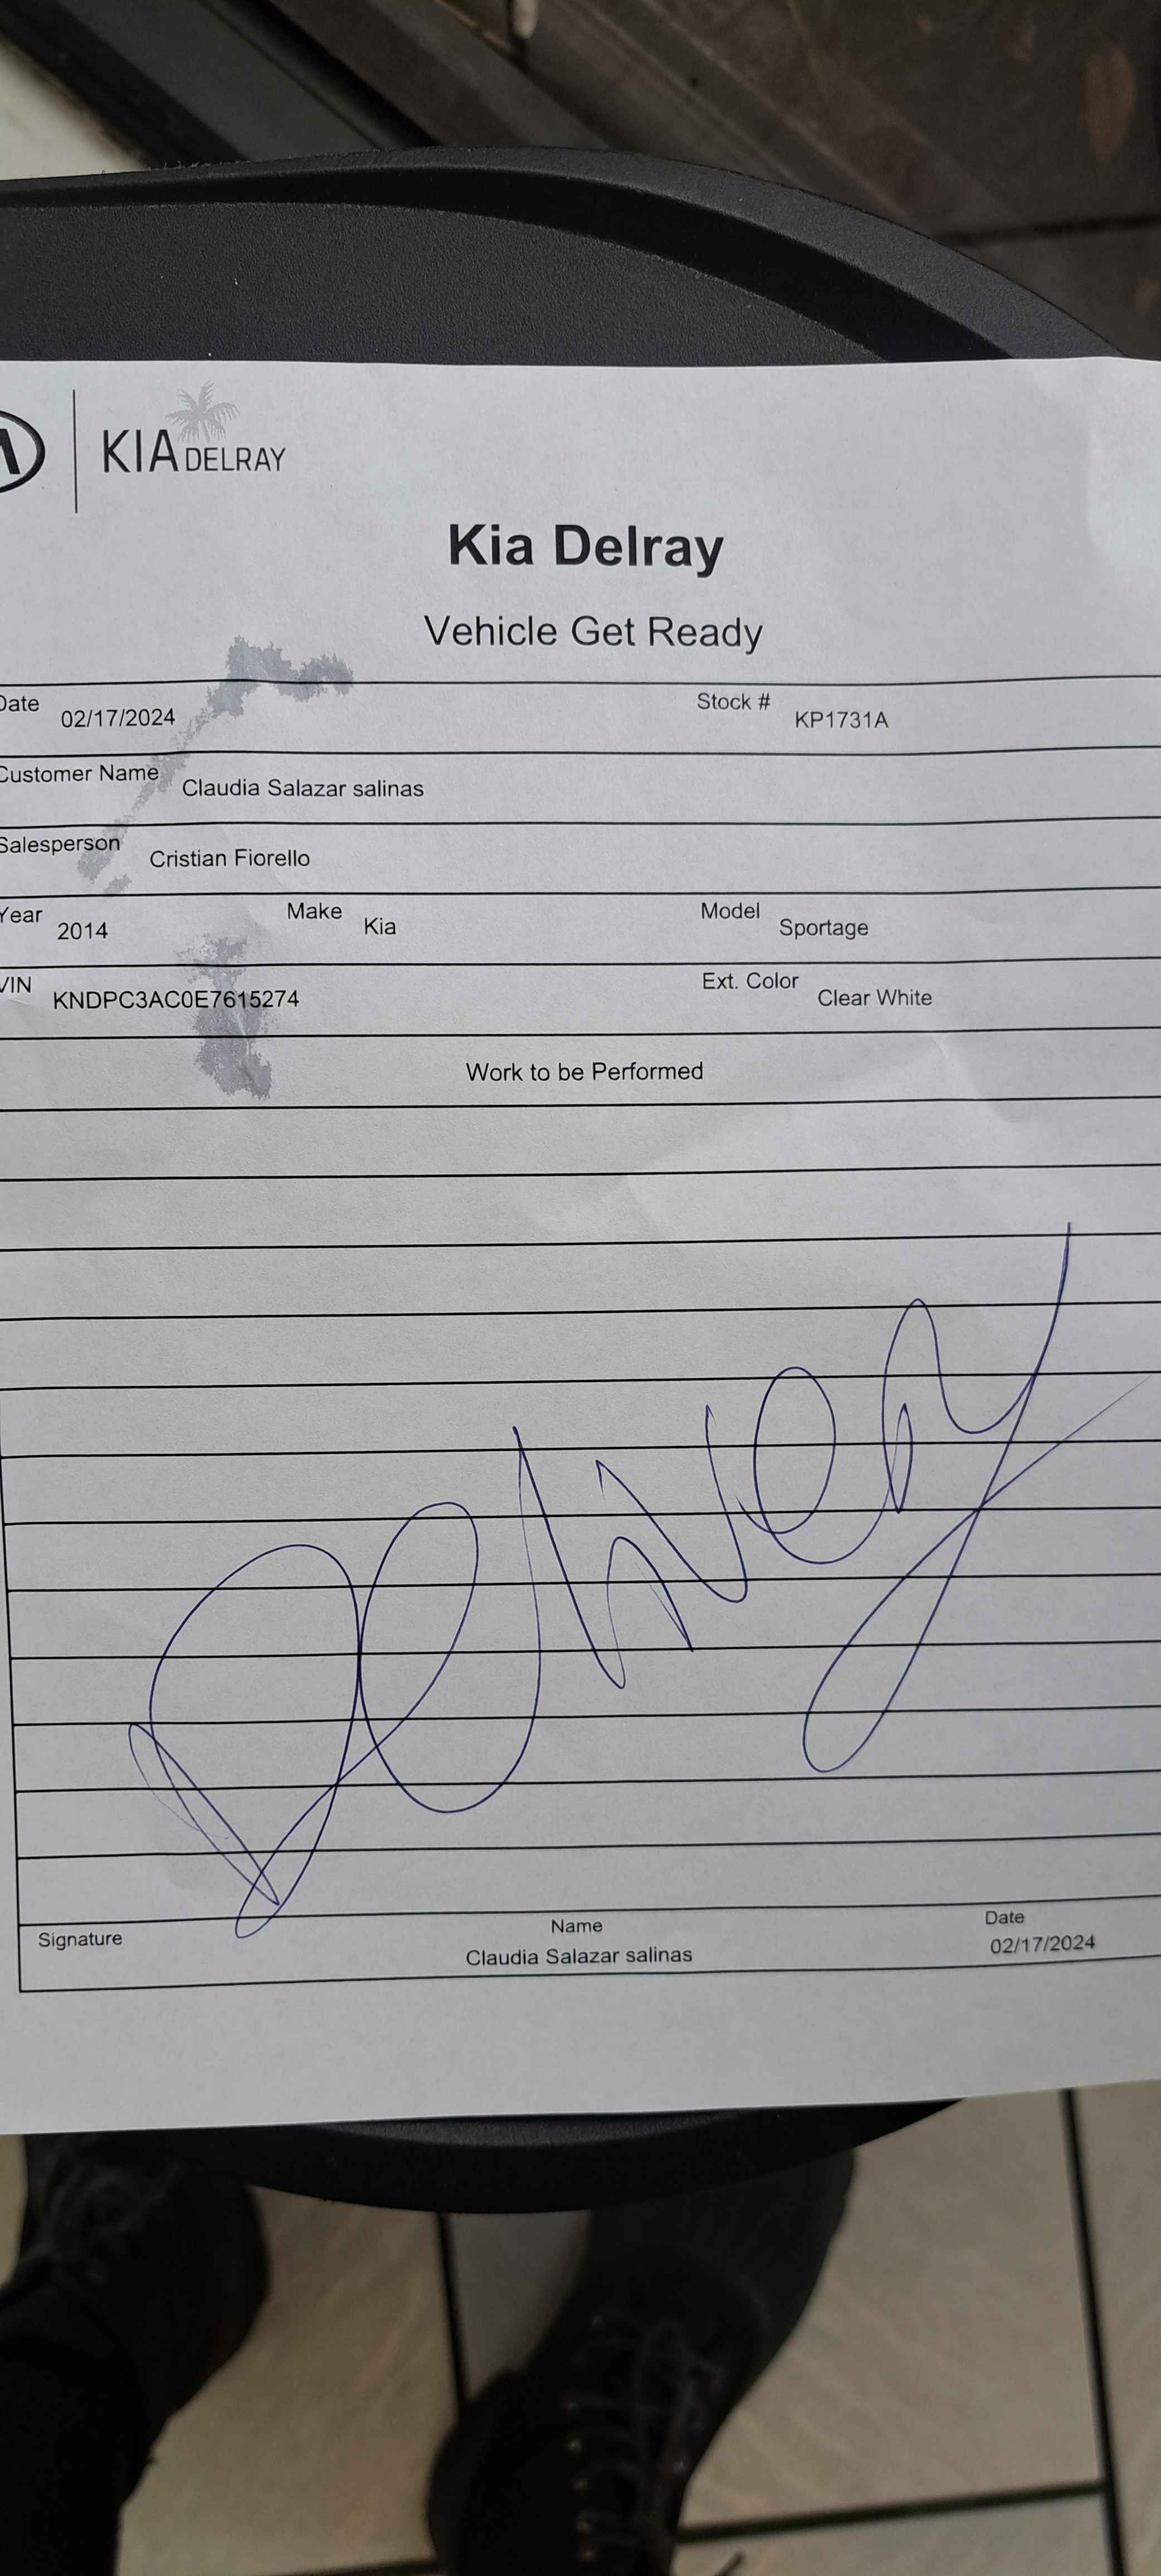 KIA DELRAY
Kia Delray
Vehicle Get Ready
Date 02/17/2024 Stock # KP1731A
Customer Name Claudia Salazar salinas
Salesperson Cristian Fiorello
Year 2014 Make Kia Model Sportage
VIN KNDPC3AC0E7615274 Ext. Color Clear White
Work to be Performed
Delivery
Signature Name Date
Claudia Salazar salinas 02/17/2024